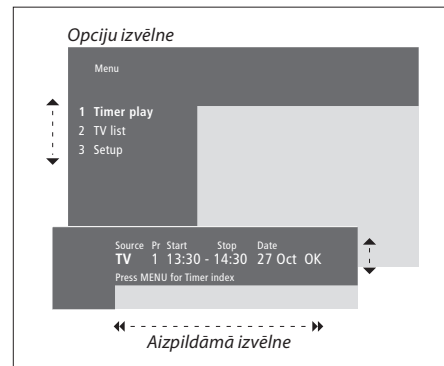 Opciju izvēlne
Menu
1 Timer play
2 TV list
3 Setup
Source Pr Start Stop Date
TV 1 13:30 - 14:30 27 Oct OK
Press MENU for Timer index
Aizpildāmā izvēlne